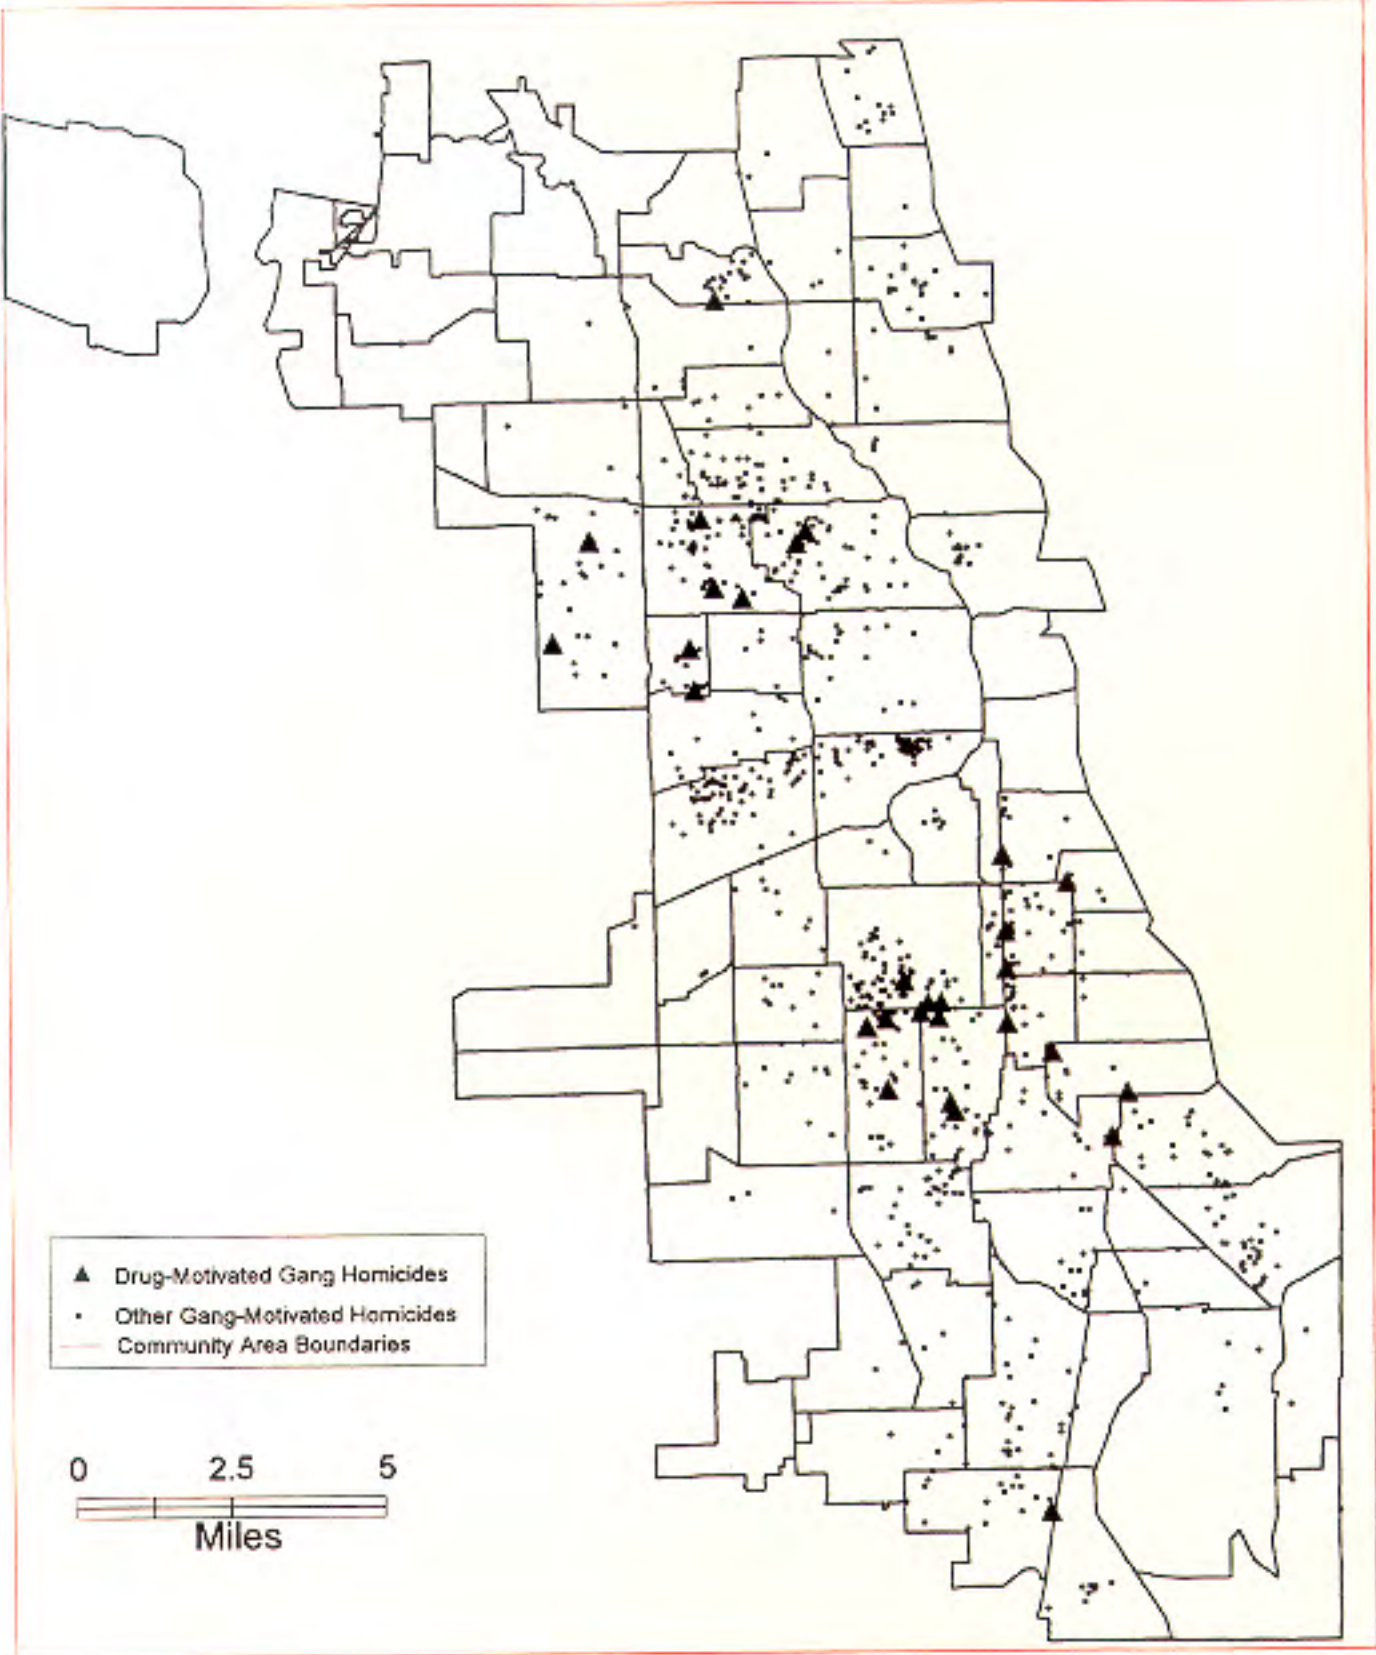 Drug-Motivated Gang Homicides
Other Gang-Motivated Homicides
Community Area Boundaries
0 2.5 5
Miles